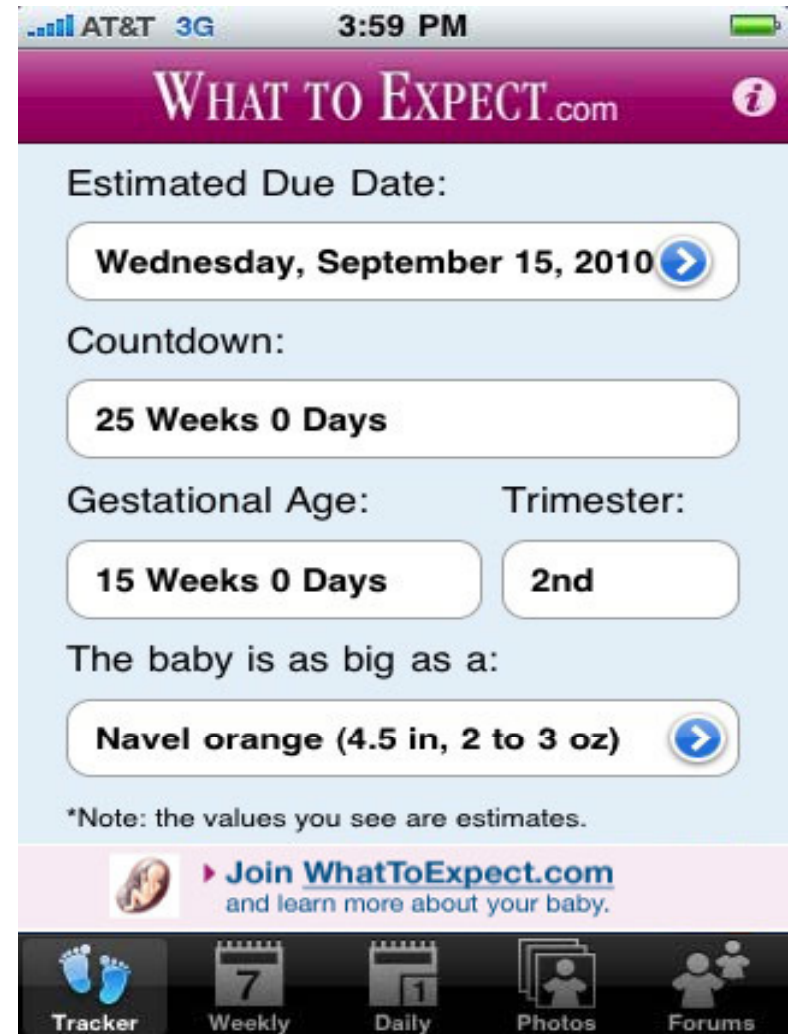 AT&T 3G 3:59 PM
WHAT TO EXPECT.com i
Estimated Due Date:
Wednesday, September 15, 2010
Countdown:
25 Weeks 0 Days
Gestational Age: Trimester:
15 Weeks 0 Days 2nd
The baby is as big as a:
Navel orange (4.5 in, 2 to 3 oz)
*Note: the values you see are estimates.
Join WhatToExpect.com
and learn more about your baby.
7 1
Tracker Weekly Daily Photos Forums